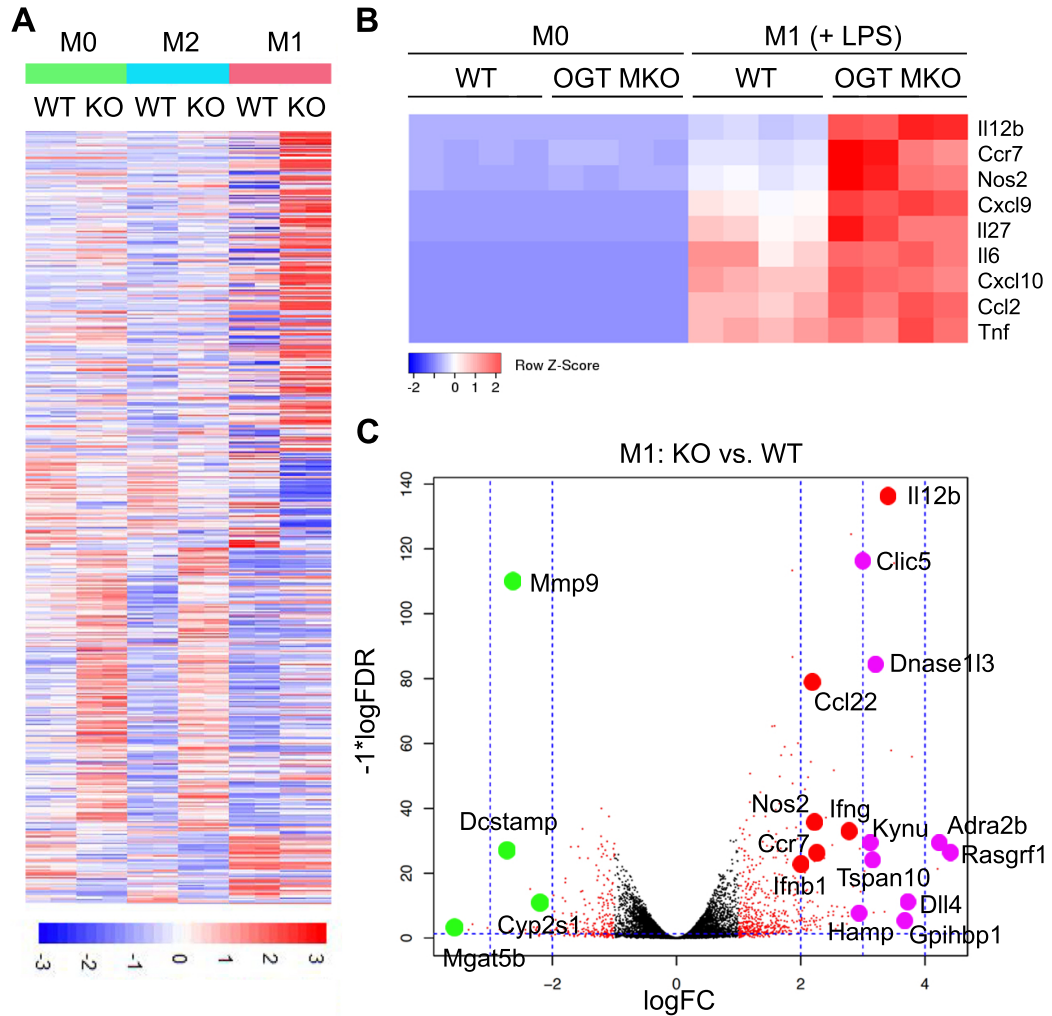 A
M0 M2 M1
WT KO WT KO WT KO
-3 -2 -1 0 1 2 3
B
M0 M1 (+ LPS)
WT OGT MKO WT OGT MKO
Il12b
Ccr7
Nos2
Cxcl9
Il27
Il6
Cxcl10
Ccl2
Tnf
-2 0 1 2
Row Z-Score
C
M1: KO vs. WT
-1*logFDR
140
120
100
80
60
40
20
0
Il12b
Clic5
Mmp9
Dnase1l3
Ccl22
Nos2 Ifng
Dcstamp
Kynu Adra2b
Ccr7
Rasgrf1
Ifnb1 Tspan10
Dll4
Cyp2s1
Hamp Gpihbp1
Mgat5b
−2 0 2 4
logFC